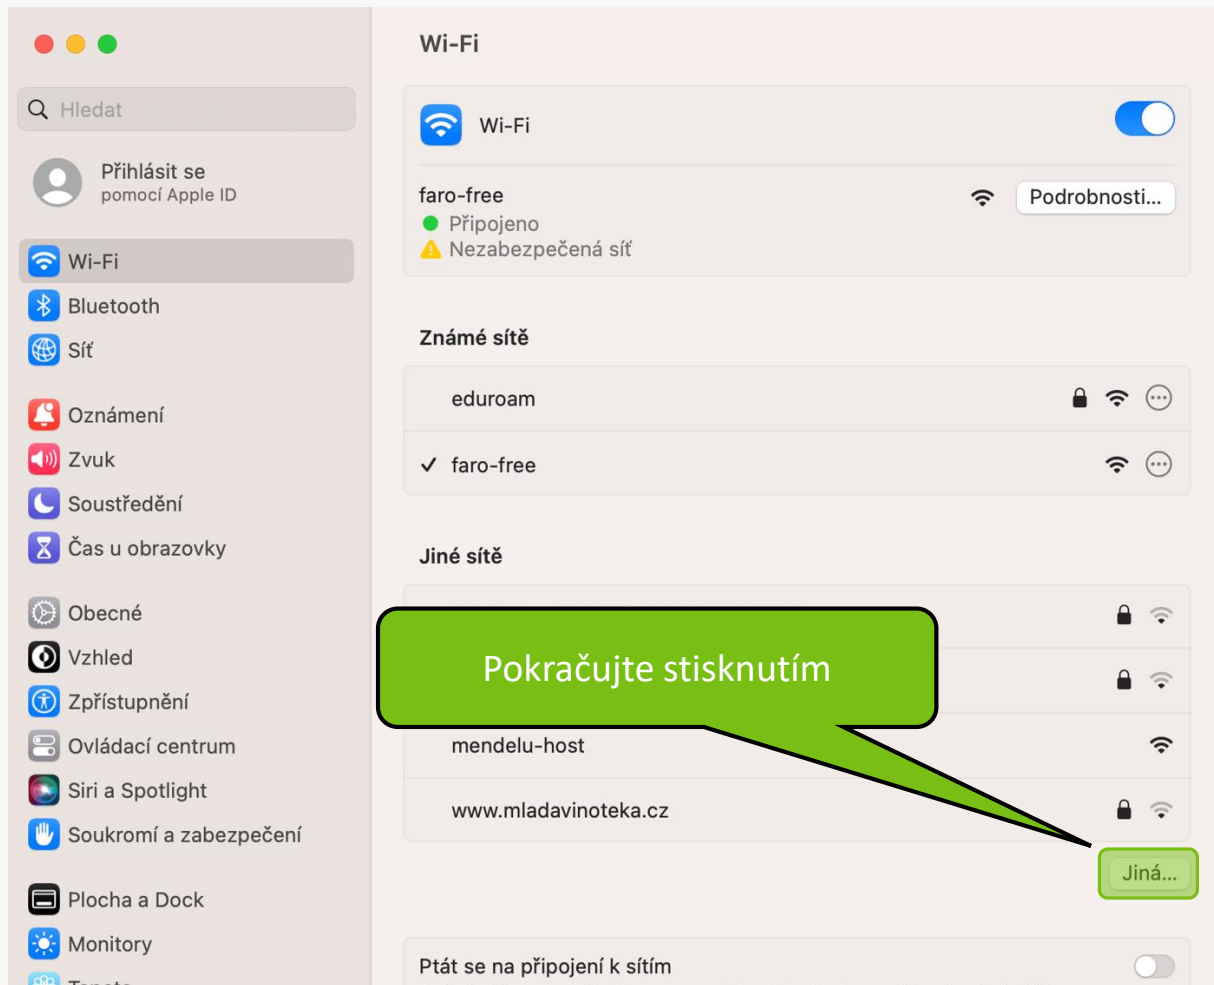 Wi-Fi
Hledat
Přihlásit se
pomocí Apple ID
Wi-Fi
Bluetooth
Síť
Oznámení
Zvuk
Soustředění
Čas u obrazovky
Obecné
Vzhled
Zpřístupnění
Ovládací centrum
Siri a Spotlight
Soukromí a zabezpečení
Plocha a Dock
Monitory
Wi-Fi
faro-free
Podrobnosti...
Připojeno
Nezabezpečená síť
Známé sítě
eduroam
faro-free
Jiné sítě
Pokračujte stisknutím
mendelu-host
www.mladavinoteka.cz
Jiná...
Ptát se na připojení k sítím